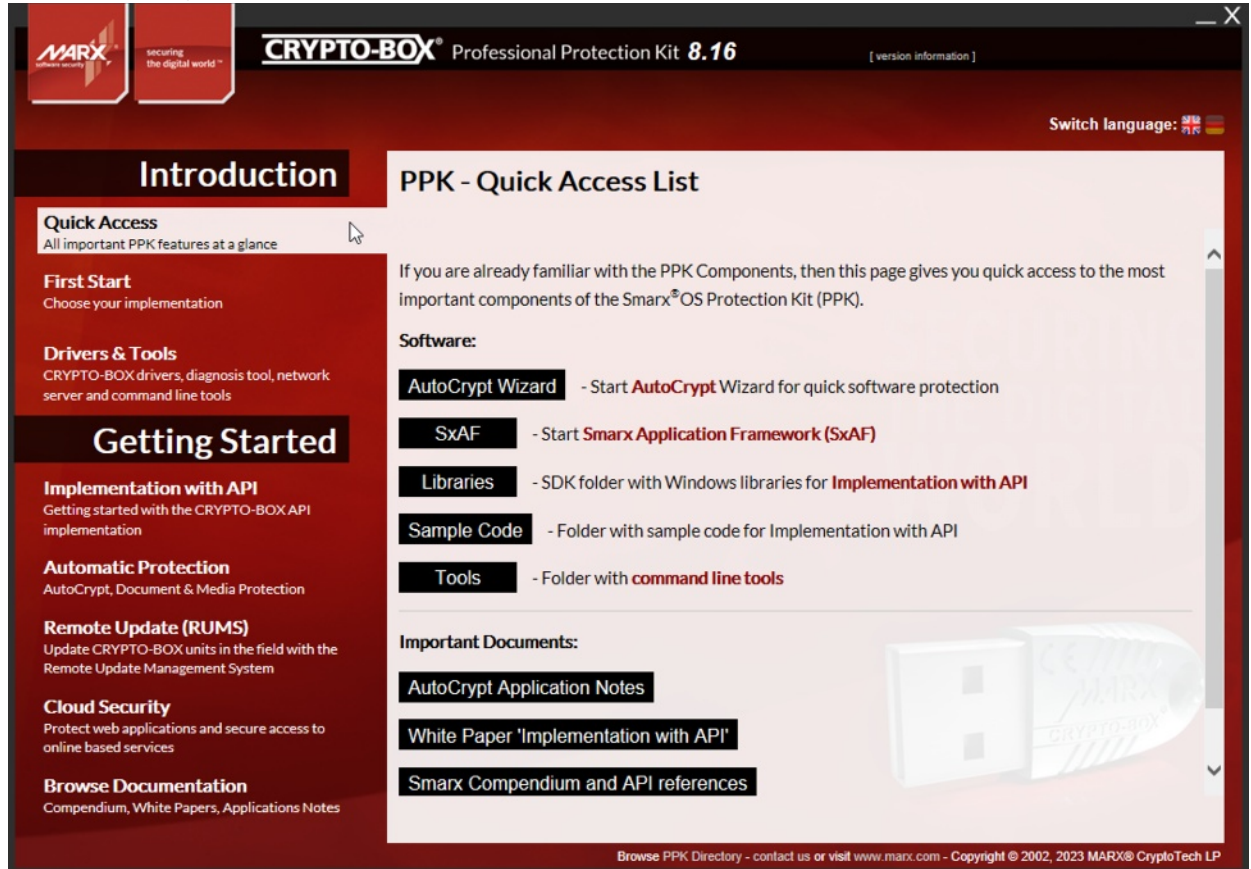 MARX
software security
securing
the digital world ™
CRYPTO-BOX® Professional Protection Kit 8.16
[ version information ]
Switch language:
Introduction
Quick Access
All important PPK features at a glance
First Start
Choose your implementation
Drivers & Tools
CRYPTO-BOX drivers, diagnosis tool, network
server and command line tools
Getting Started
Implementation with API
Getting started with the CRYPTO-BOX API
implementation
Automatic Protection
AutoCrypt, Document & Media Protection
Remote Update (RUMS)
Update CRYPTO-BOX units in the field with the
Remote Update Management System
Cloud Security
Protect web applications and secure access to
online based services
Browse Documentation
Compendium, White Papers, Applications Notes
PPK - Quick Access List
If you are already familiar with the PPK Components, then this page gives you quick access to the most
important components of the Smarx®OS Protection Kit (PPK).
Software:
AutoCrypt Wizard - Start AutoCrypt Wizard for quick software protection
SxAF - Start Smarx Application Framework (SxAF)
Libraries - SDK folder with Windows libraries for Implementation with API
Sample Code - Folder with sample code for Implementation with API
Tools - Folder with command line tools
Important Documents:
AutoCrypt Application Notes
White Paper 'Implementation with API'
Smarx Compendium and API references
SECURING
THE DIGITAL
WORLD
CE
MARX
CRYPTO-BOX®
Browse PPK Directory - contact us or visit www.marx.com - Copyright © 2002, 2023 MARX® CryptoTech LP